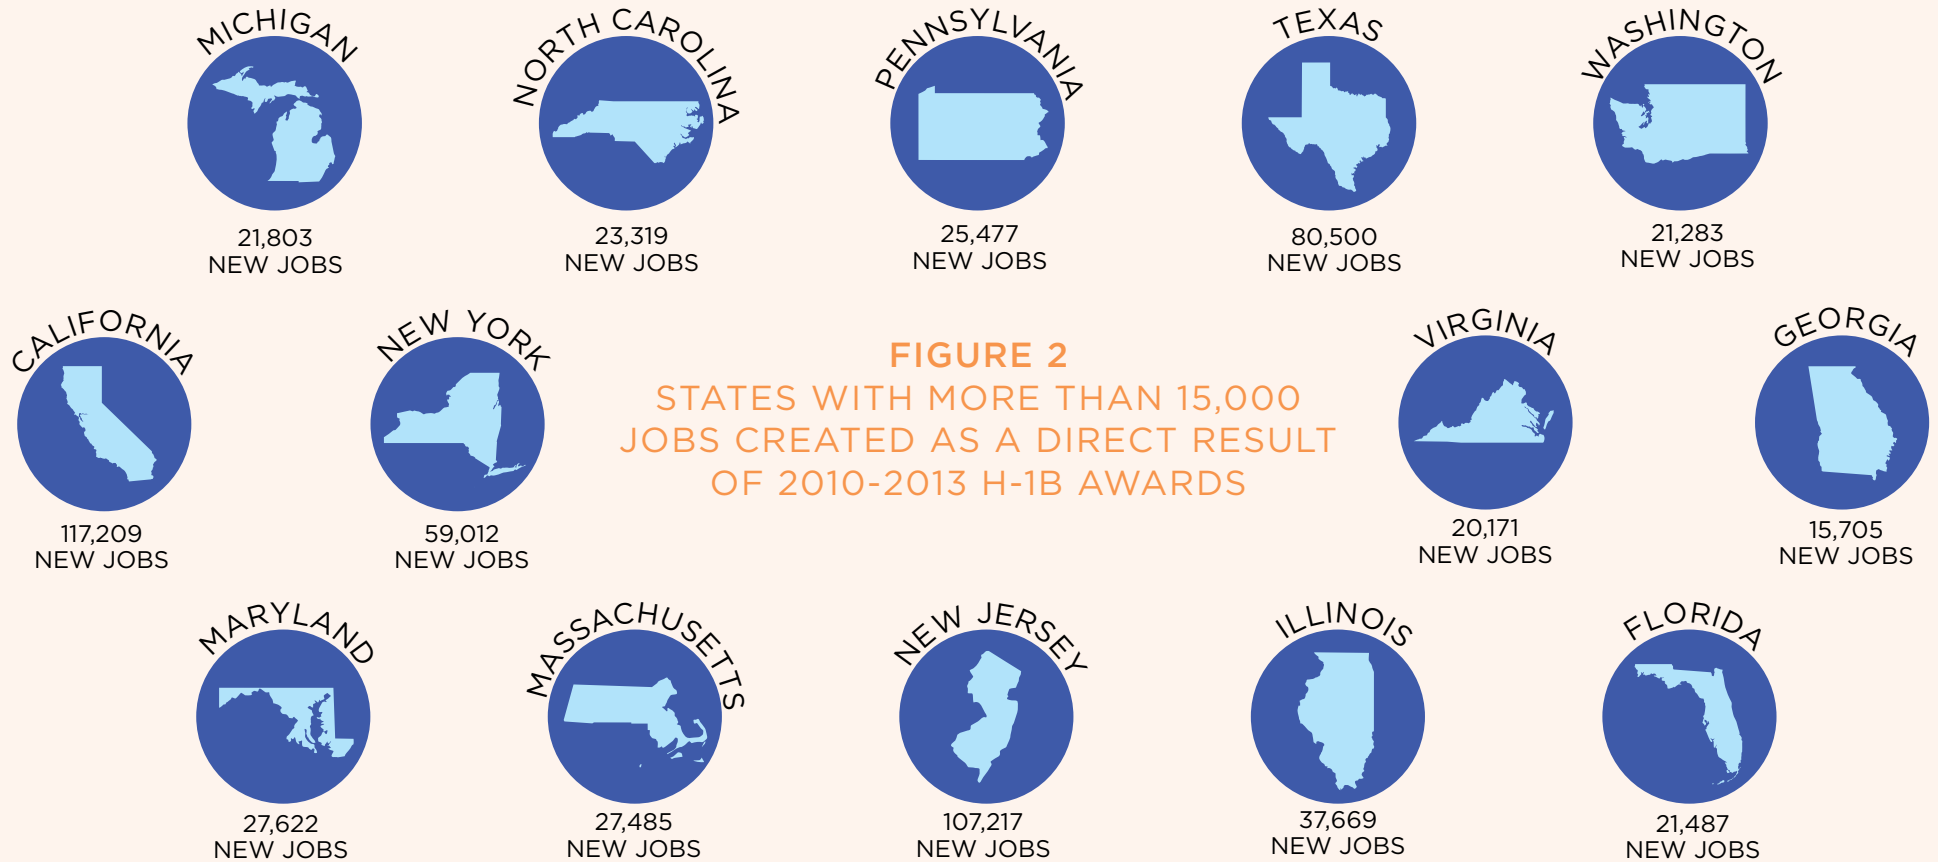 MICHIGAN
21,803
NEW JOBS
NORTH CAROLINA
23,319
NEW JOBS
PENNSYLVANIA
25,477
NEW JOBS
TEXAS
80,500
NEW JOBS
WASHINGTON
21,283
NEW JOBS
CALIFORNIA
117,209
NEW JOBS
NEW YORK
59,012
NEW JOBS
FIGURE 2
STATES WITH MORE THAN 15,000
JOBS CREATED AS A DIRECT RESULT
OF 2010-2013 H-1B AWARDS
VIRGINIA
20,171
NEW JOBS
GEORGIA
15,705
NEW JOBS
MARYLAND
27,622
NEW JOBS
MASSACHUSETTS
27,485
NEW JOBS
NEW JERSEY
107,217
NEW JOBS
ILLINOIS
37,669
NEW JOBS
FLORIDA
21,487
NEW JOBS